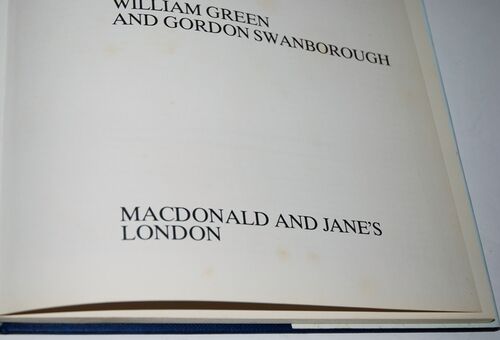 WILLIAM GREEN
AND GORDON SWANBOROUGH
MACDONALD AND JANE'S
LONDON